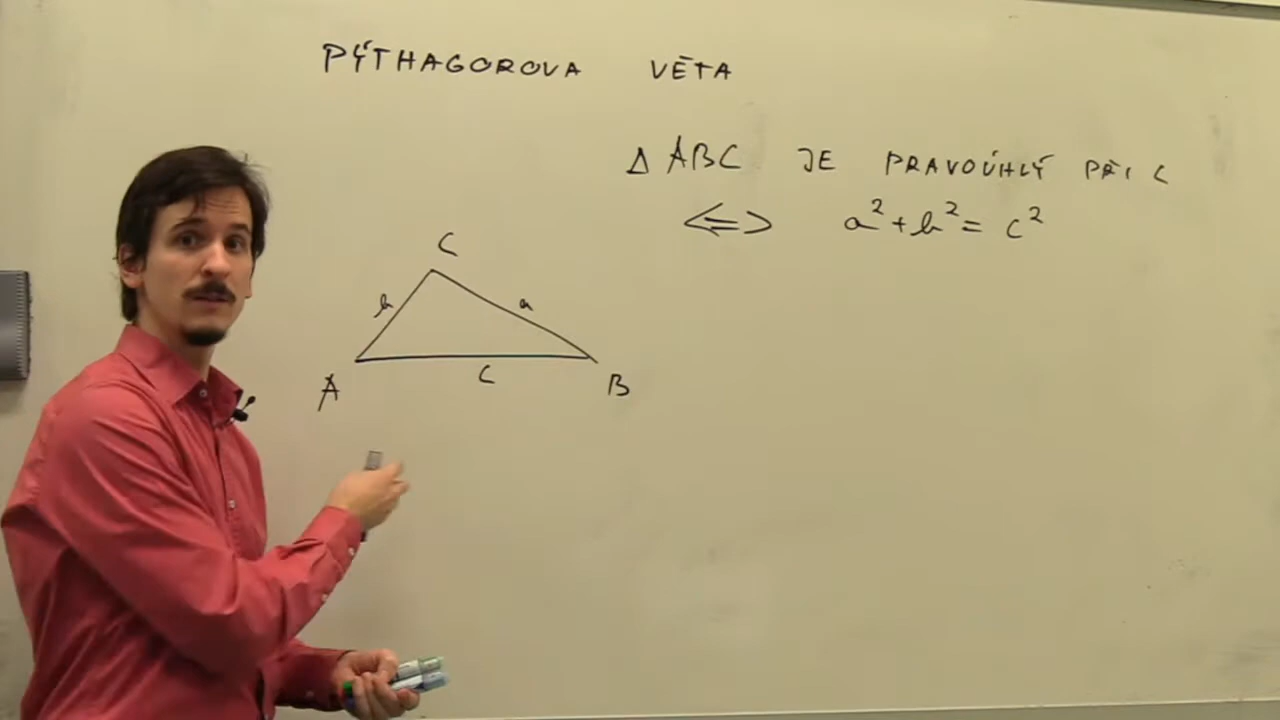 PÝTHAGOROVA VĚTA
Δ ABC JE PRAVOÚHLÝ PŘI C
⟺ a²+b²=c²
C
b a
c
A B